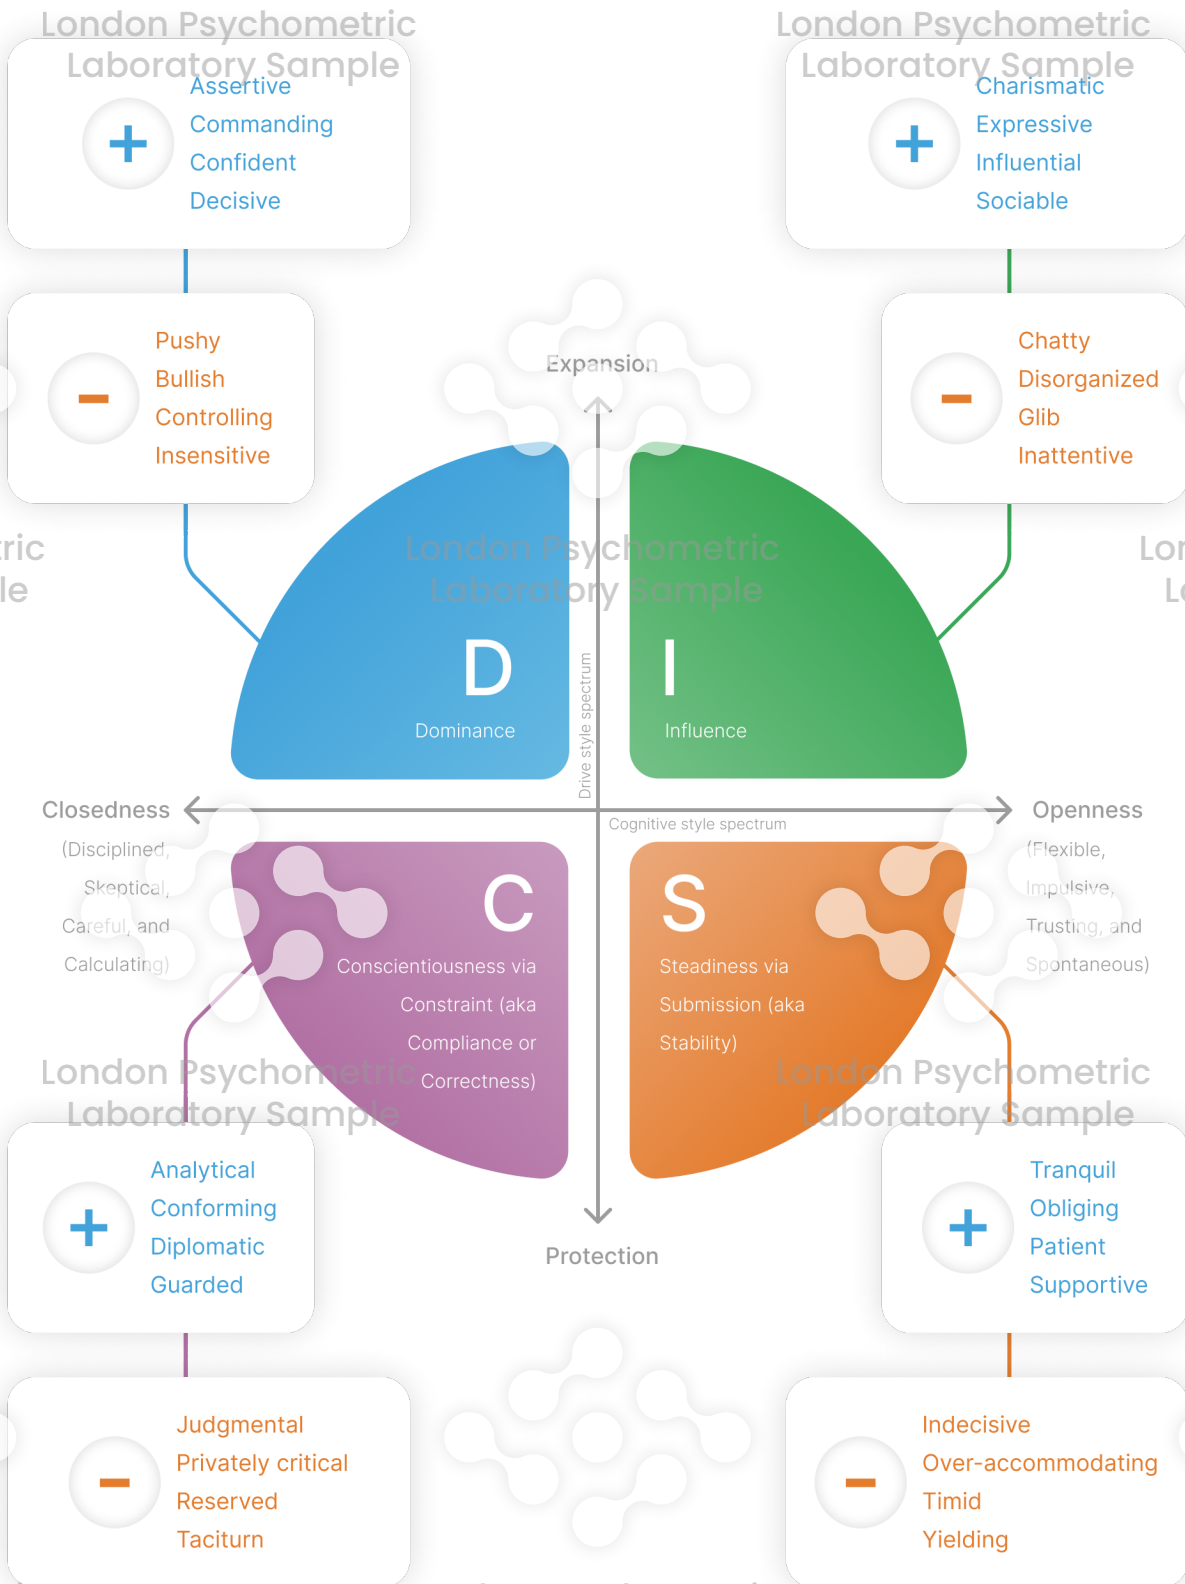 London Psychometric
Laboratory Sample
London Psychometric
Laboratory Sample
Assertive
Commanding
Confident
Decisive
Charismatic
Expressive
Influential
Sociable
Pushy
Bullish
Controlling
Insensitive
Chatty
Disorganized
Glib
Inattentive
Expansion
London Psychometric
Laboratory Sample
D
Dominance
I
Influence
Drive style spectrum
Cognitive style spectrum
Closedness
(Disciplined,
Skeptical,
Careful, and
Calculating)
Openness
(Flexible,
Impulsive,
Trusting, and
Spontaneous)
C
Conscientiousness via
Constraint (aka
Compliance or
Correctness)
S
Steadiness via
Submission (aka
Stability)
London Psychometric
Laboratory Sample
London Psychometric
Laboratory Sample
Protection
Analytical
Conforming
Diplomatic
Guarded
Tranquil
Obliging
Patient
Supportive
Judgmental
Privately critical
Reserved
Taciturn
Indecisive
Over-accommodating
Timid
Yielding